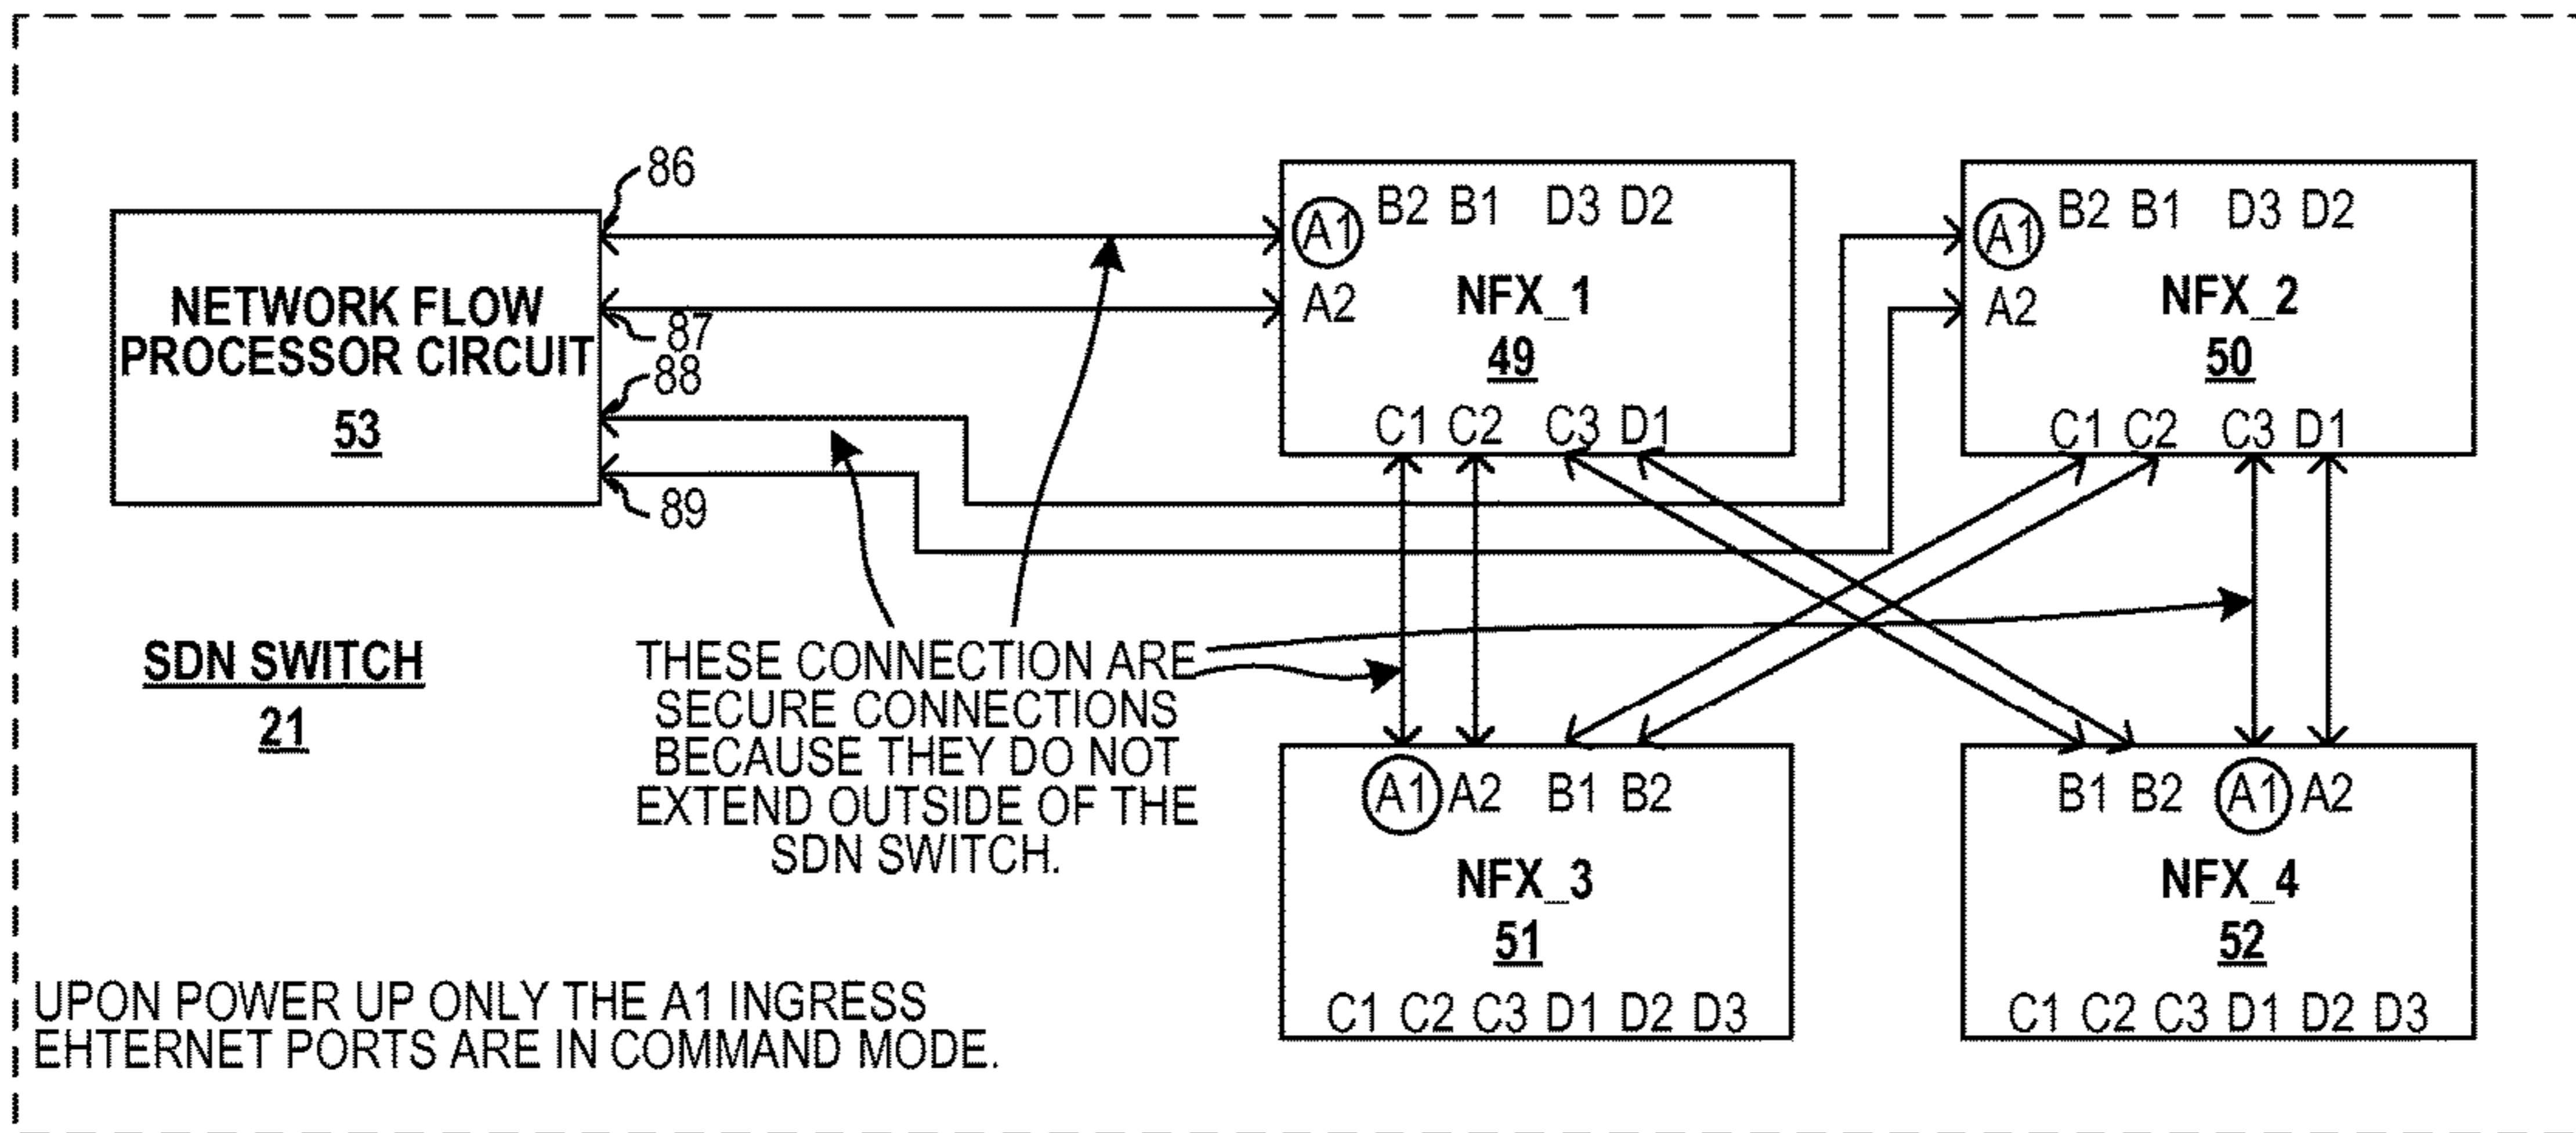 86
B2 B1 D3 D2
A1
A2
NFX_1
49
C1 C2 C3 D1
B2 B1 D3 D2
A1
A2
NFX_2
50
C1 C2 C3 D1
NETWORK FLOW
PROCESSOR CIRCUIT
53
87
88
89
SDN SWITCH
21
THESE CONNECTION ARE
SECURE CONNECTIONS
BECAUSE THEY DO NOT
EXTEND OUTSIDE OF THE
SDN SWITCH.
A1 A2 B1 B2
NFX_3
51
C1 C2 C3 D1 D2 D3
B1 B2 A1 A2
NFX_4
52
C1 C2 C3 D1 D2 D3
UPON POWER UP ONLY THE A1 INGRESS
EHTERNET PORTS ARE IN COMMAND MODE.